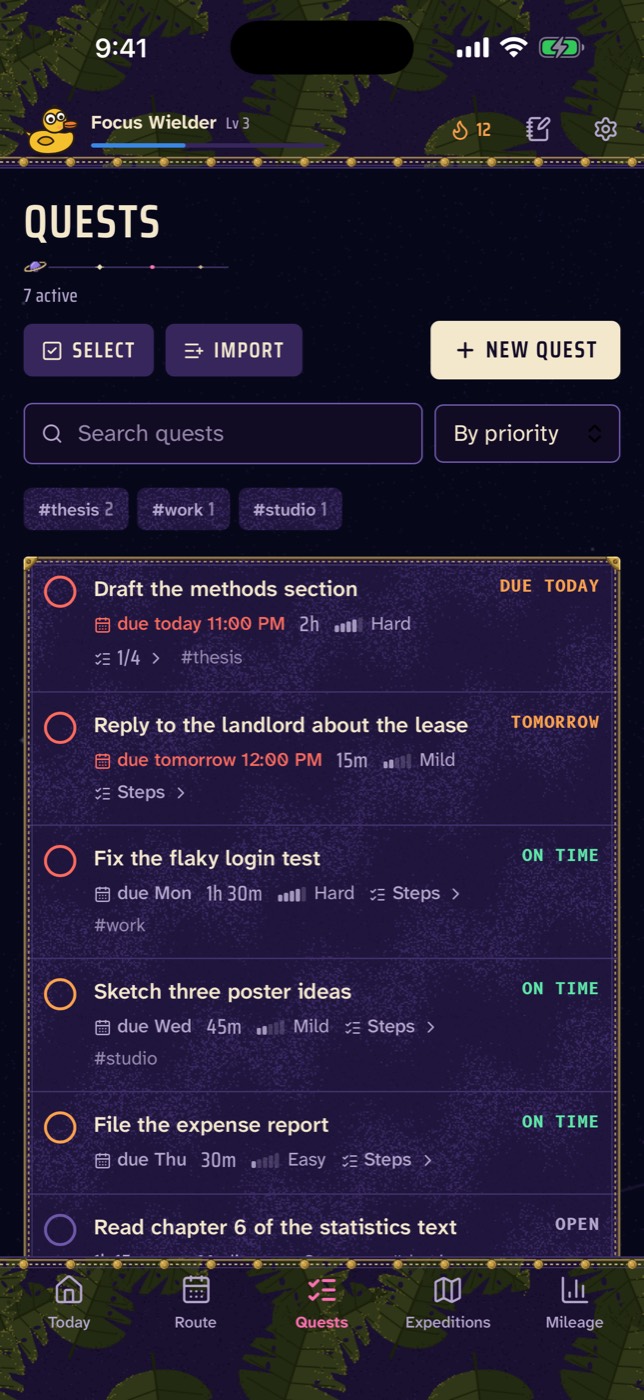 9:41
Focus Wielder Lv 3
12
QUESTS
7 active
SELECT IMPORT + NEW QUEST
Search quests By priority
#thesis 2 #work 1 #studio 1
Draft the methods section DUE TODAY
due today 11:00 PM 2h Hard
1/4 > #thesis
Reply to the landlord about the lease TOMORROW
due tomorrow 12:00 PM 15m Mild
Steps >
Fix the flaky login test ON TIME
due Mon 1h 30m Hard Steps >
#work
Sketch three poster ideas ON TIME
due Wed 45m Mild Steps >
#studio
File the expense report ON TIME
due Thu 30m Easy Steps >
Read chapter 6 of the statistics text OPEN
Today Route Quests Expeditions Mileage